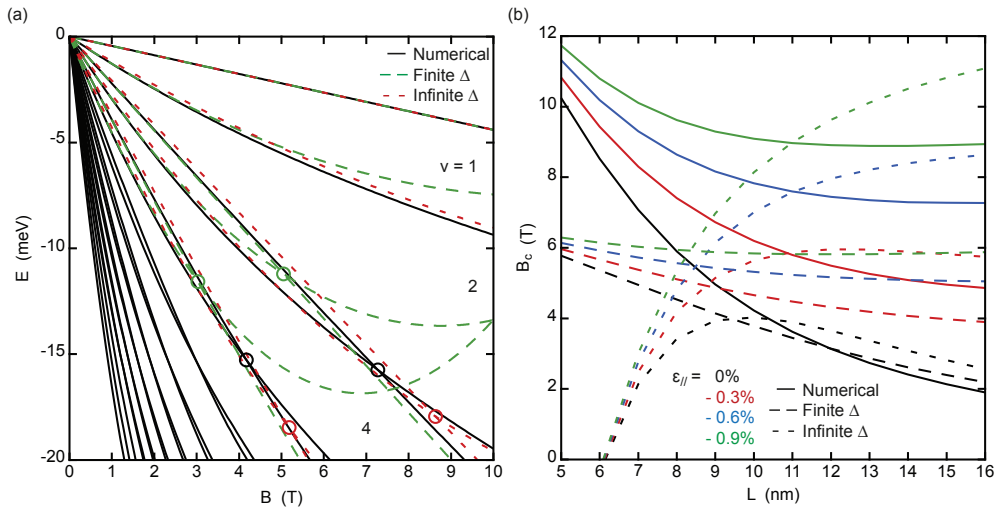 (a)
0
-5
-10
-15
-20
E (meV)
0 1 2 3 4 5 6 7 8 9 10
B (T)
Numerical
Finite Δ
Infinite Δ
ν = 1
2
4
(b)
12
10
8
6
4
2
0
B_c (T)
5 6 7 8 9 10 11 12 13 14 15 16
L (nm)
ε// = 0%
- 0.3%
- 0.6%
- 0.9%
Numerical
Finite Δ
Infinite Δ